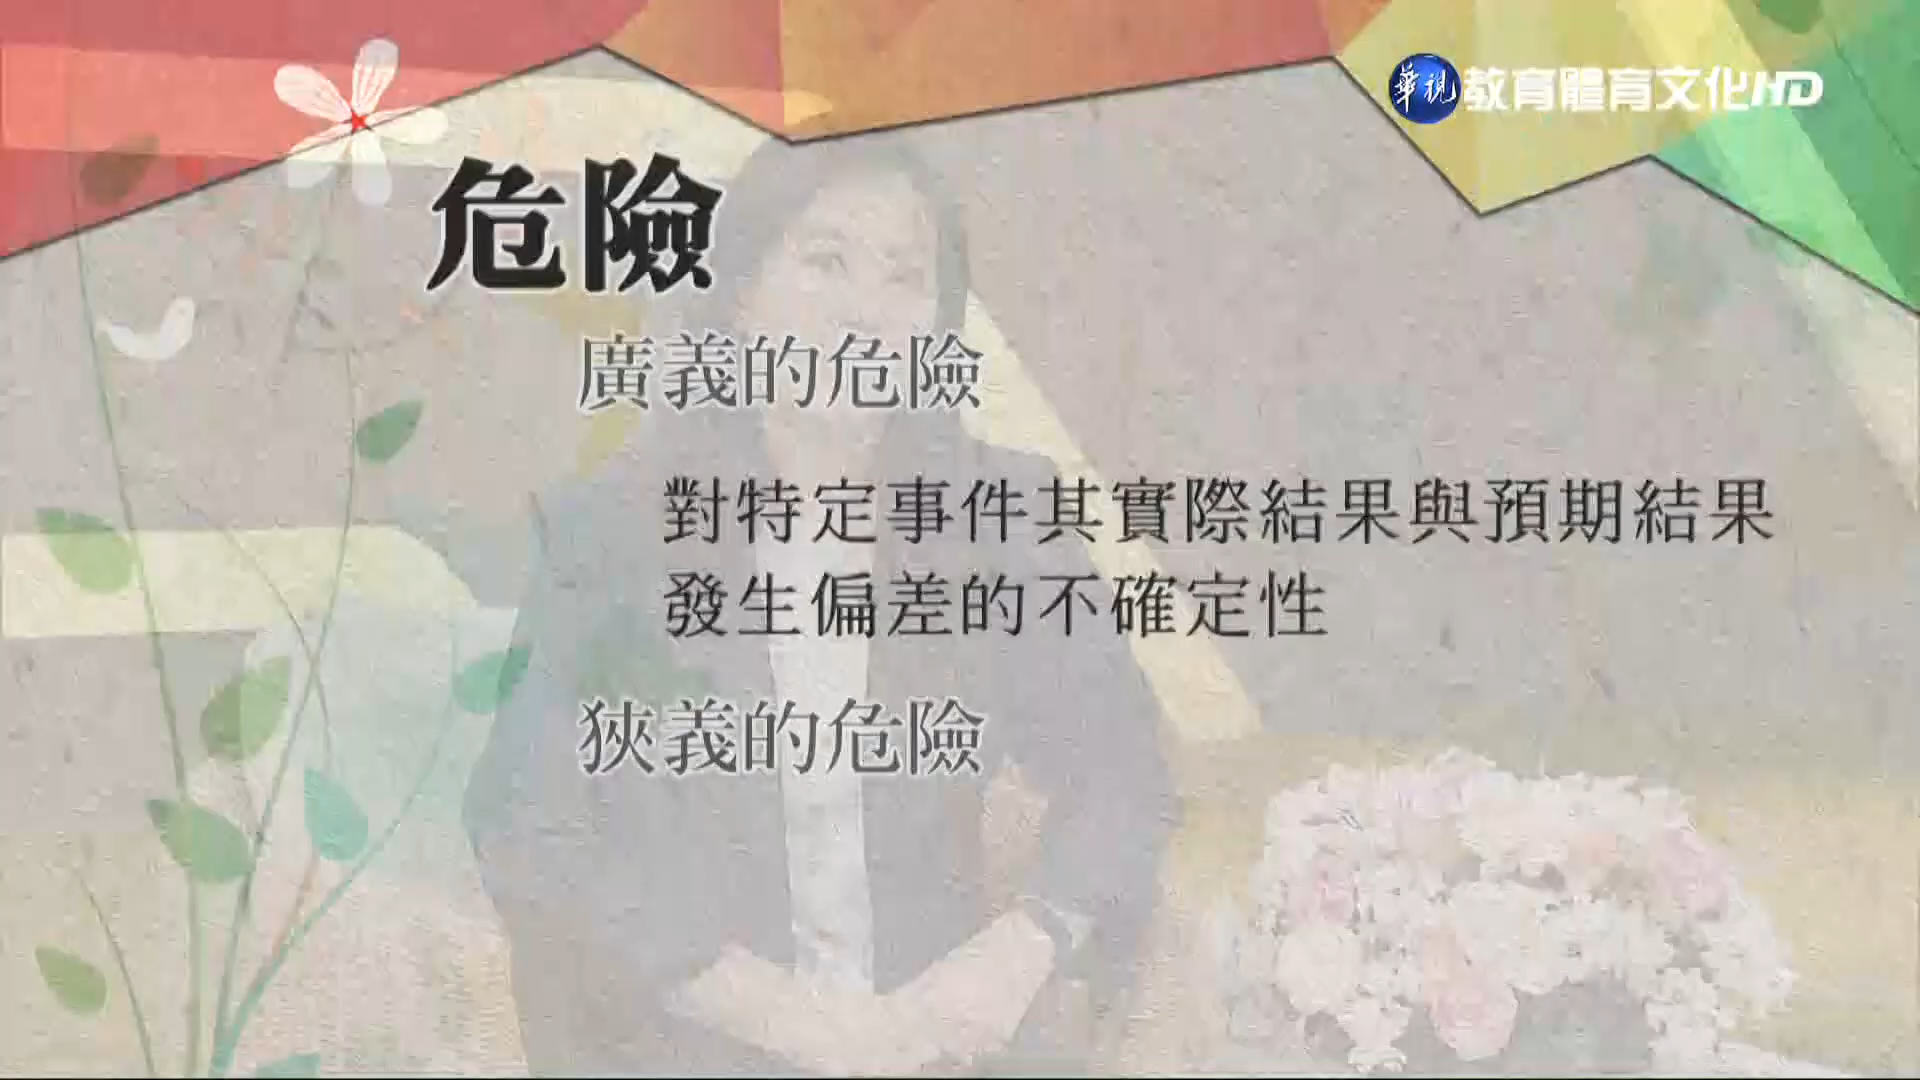 華視 教育體育文化HD
危險
廣義的危險
對特定事件其實際結果與預期結果
發生偏差的不確定性
狹義的危險